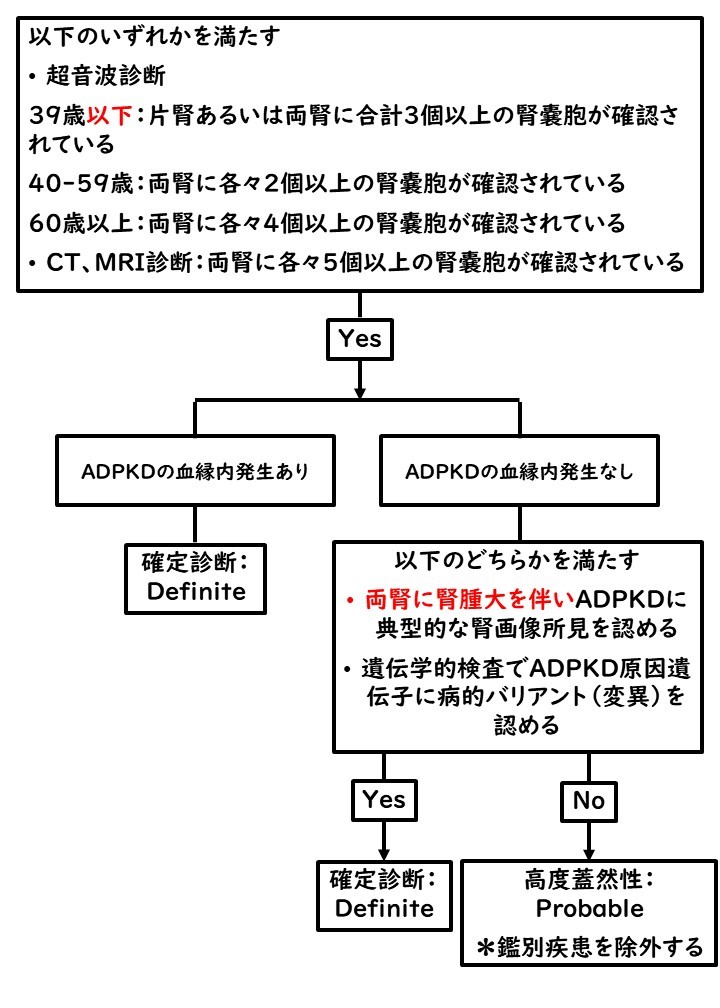 以下のいずれかを満たす
• 超音波診断
39歳以下：片腎あるいは両腎に合計3個以上の腎嚢胞が確認さ
れている
40-59歳：両腎に各々2個以上の腎嚢胞が確認されている
60歳以上：両腎に各々4個以上の腎嚢胞が確認されている
• CT、MRI診断：両腎に各々5個以上の腎嚢胞が確認されている
Yes
ADPKDの血縁内発生あり
ADPKDの血縁内発生なし
確定診断：
Definite
以下のどちらかを満たす
• 両腎に腎腫大を伴いADPKDに
典型的な腎画像所見を認める
• 遺伝学的検査でADPKD原因遺
伝子に病的バリアント（変異）を
認める
Yes
No
確定診断：
Definite
高度蓋然性：
Probable
＊鑑別疾患を除外する